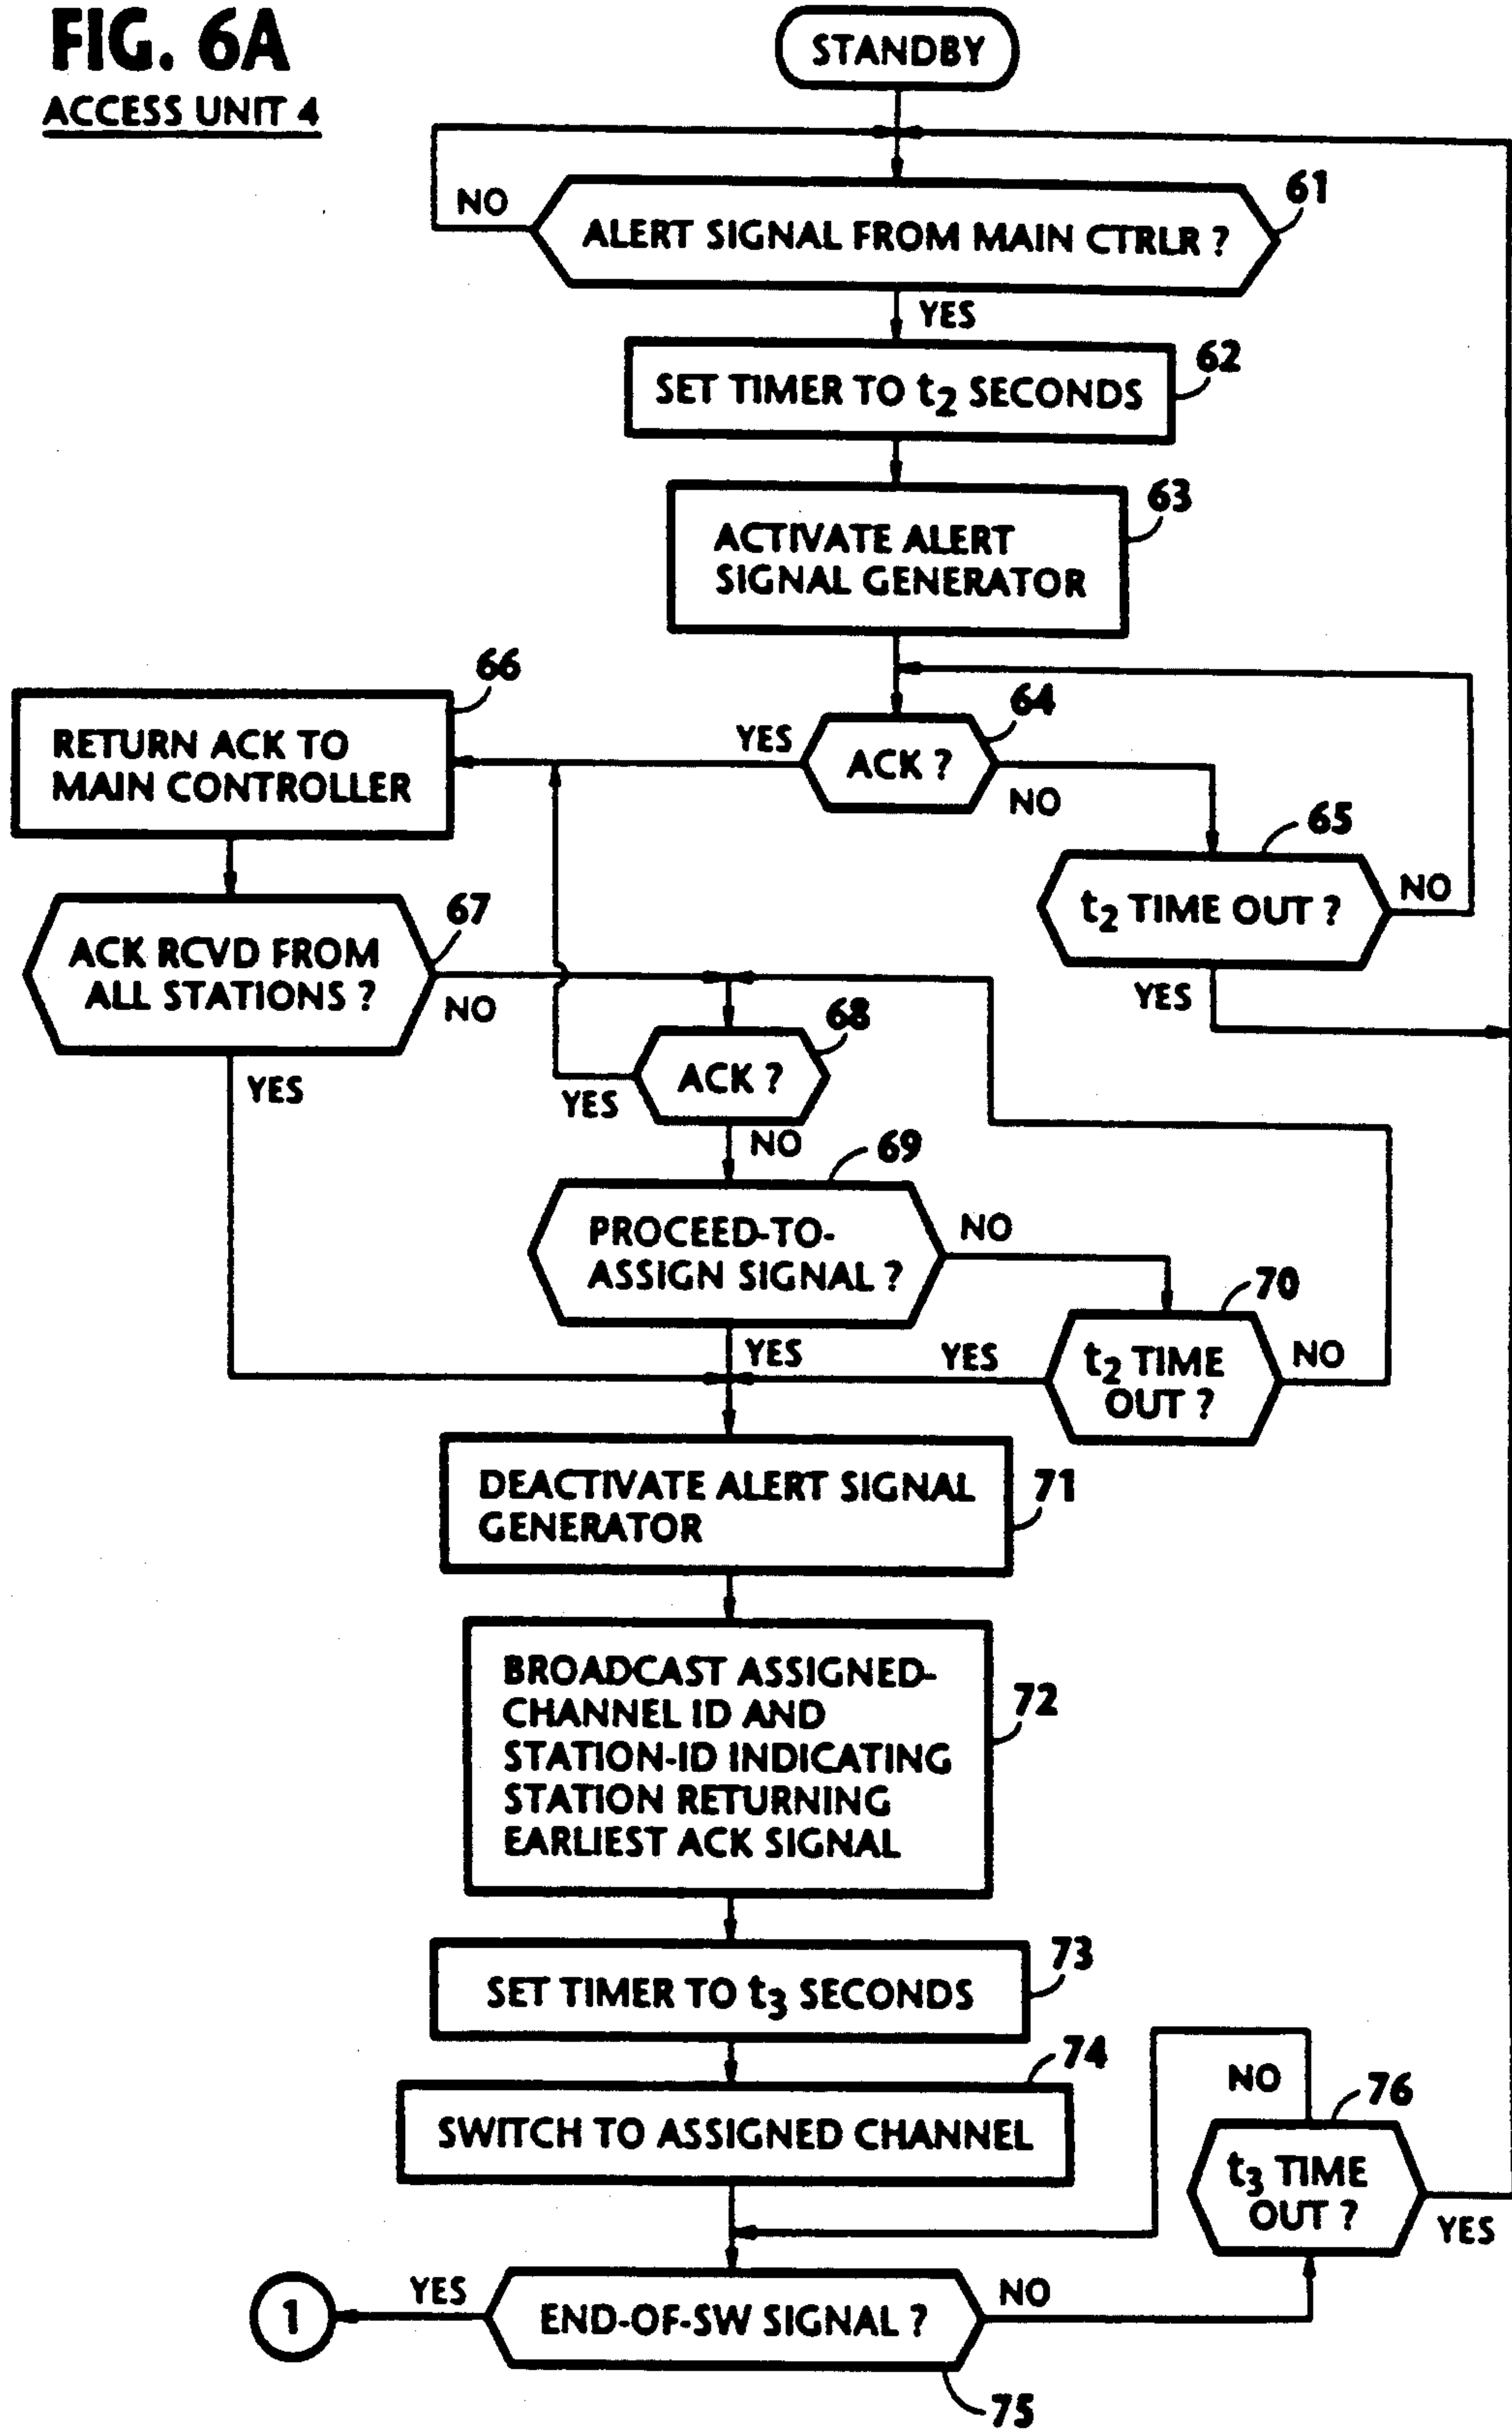 FIG. 6A
ACCESS UNIT 4
STANDBY
NO
ALERT SIGNAL FROM MAIN CTRLR ?
61
YES
SET TIMER TO t2 SECONDS
62
ACTIVATE ALERT
SIGNAL GENERATOR
63
RETURN ACK TO
MAIN CONTROLLER
66
YES
ACK ?
64
NO
t2 TIME OUT ?
65
NO
YES
ACK RCVD FROM
ALL STATIONS ?
67
NO
YES
ACK ?
68
YES
NO
PROCEED-TO-
ASSIGN SIGNAL ?
69
NO
YES
t2 TIME
OUT ?
70
YES
NO
DEACTIVATE ALERT SIGNAL
GENERATOR
71
BROADCAST ASSIGNED-
CHANNEL ID AND
STATION-ID INDICATING
STATION RETURNING
EARLIEST ACK SIGNAL
72
SET TIMER TO t3 SECONDS
73
SWITCH TO ASSIGNED CHANNEL
74
NO
t3 TIME
OUT ?
76
YES
1
YES
END-OF-SW SIGNAL ?
NO
75